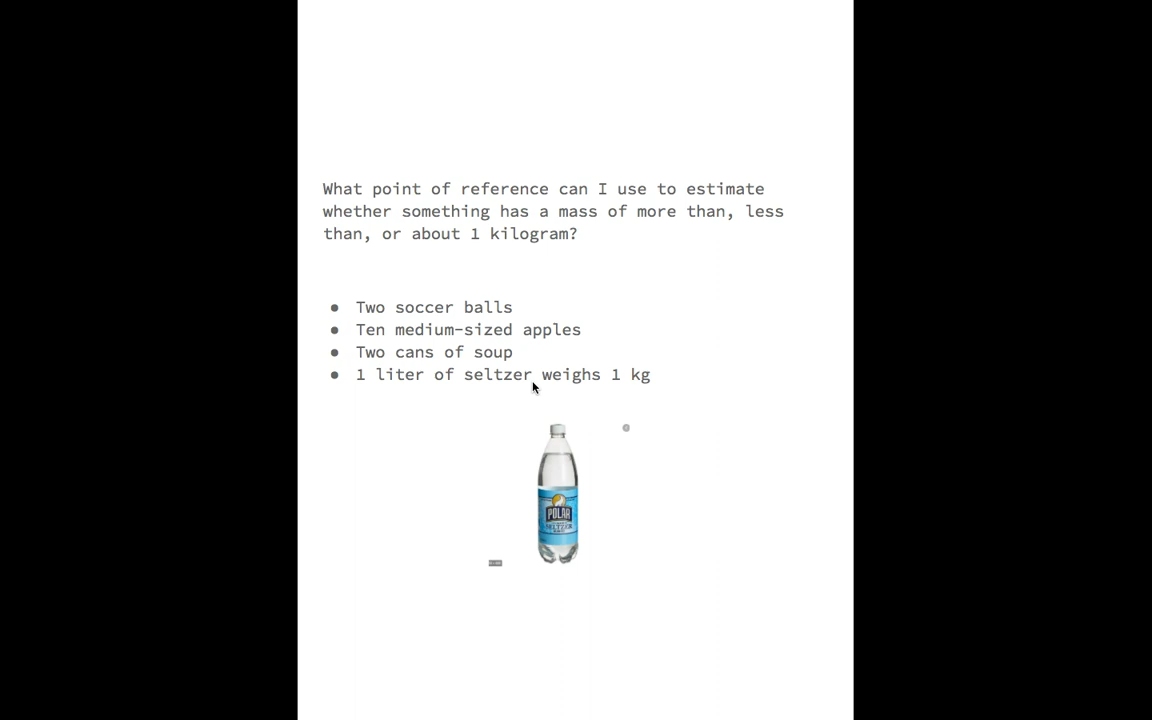 What point of reference can I use to estimate
whether something has a mass of more than, less
than, or about 1 kilogram?
● Two soccer balls
● Ten medium-sized apples
● Two cans of soup
● 1 liter of seltzer weighs 1 kg
POLAR
SELTZER